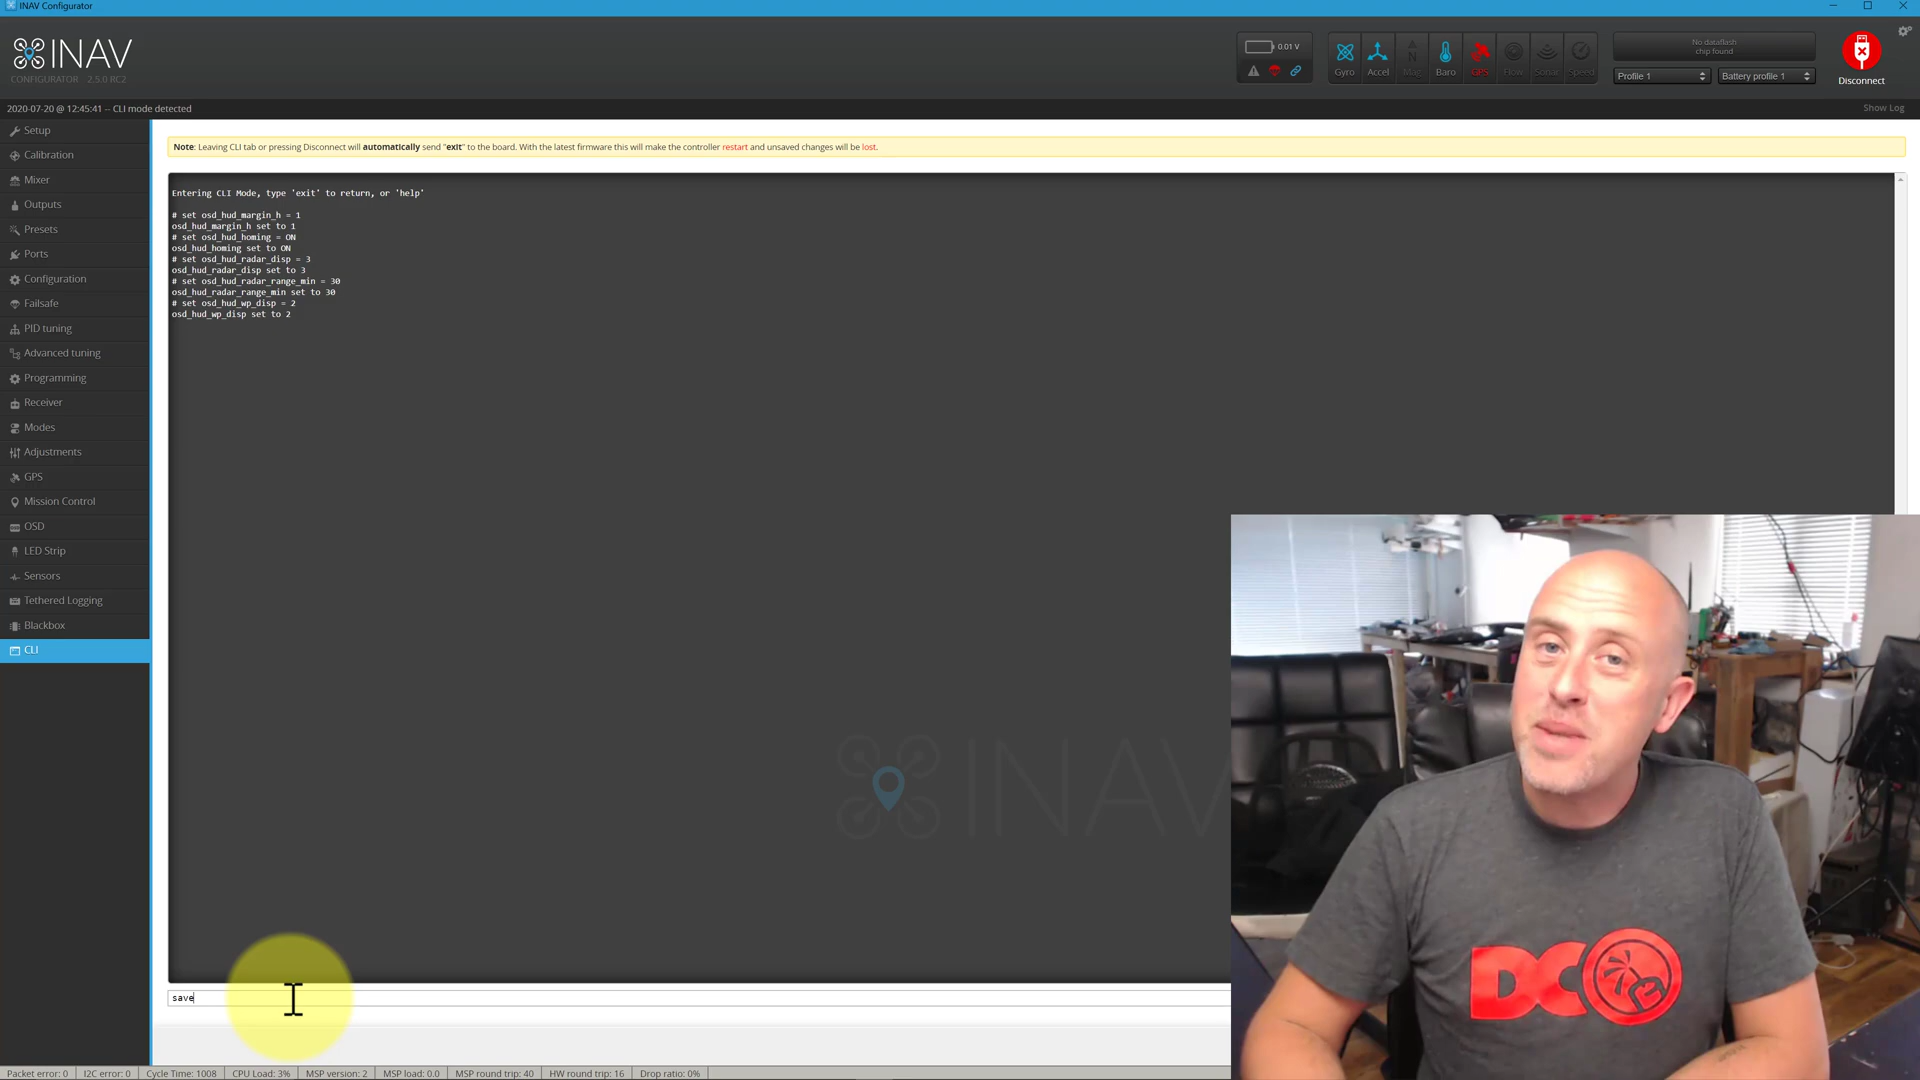 INAV Configurator
INAV
CONFIGURATOR 2.5.0 RC2
0.01 V
Gyro
Accel
Mag
Baro
GPS
Flow
Sonar
Speed
No dataflash
chip found
Profile 1
Battery profile 1
Disconnect
2020-07-20 @ 12:45:41 -- CLI mode detected
Show Log
Setup
Calibration
Mixer
Outputs
Presets
Ports
Configuration
Failsafe
PID tuning
Advanced tuning
Programming
Receiver
Modes
Adjustments
GPS
Mission Control
OSD
LED Strip
Sensors
Tethered Logging
Blackbox
CLI
Note: Leaving CLI tab or pressing Disconnect will automatically send "exit" to the board. With the latest firmware this will make the controller restart and unsaved changes will be lost.
Entering CLI Mode, type 'exit' to return, or 'help'
# set osd_hud_margin_h = 1
osd_hud_margin_h set to 1
# set osd_hud_homing = ON
osd_hud_homing set to ON
# set osd_hud_radar_disp = 3
osd_hud_radar_disp set to 3
# set osd_hud_radar_range_min = 30
osd_hud_radar_range_min set to 30
# set osd_hud_wp_disp = 2
osd_hud_wp_disp set to 2
INAV
save
DC
Packet error: 0
I2C error: 0
Cycle Time: 1008
CPU Load: 3%
MSP version: 2
MSP load: 0.0
MSP round trip: 40
HW round trip: 16
Drop ratio: 0%